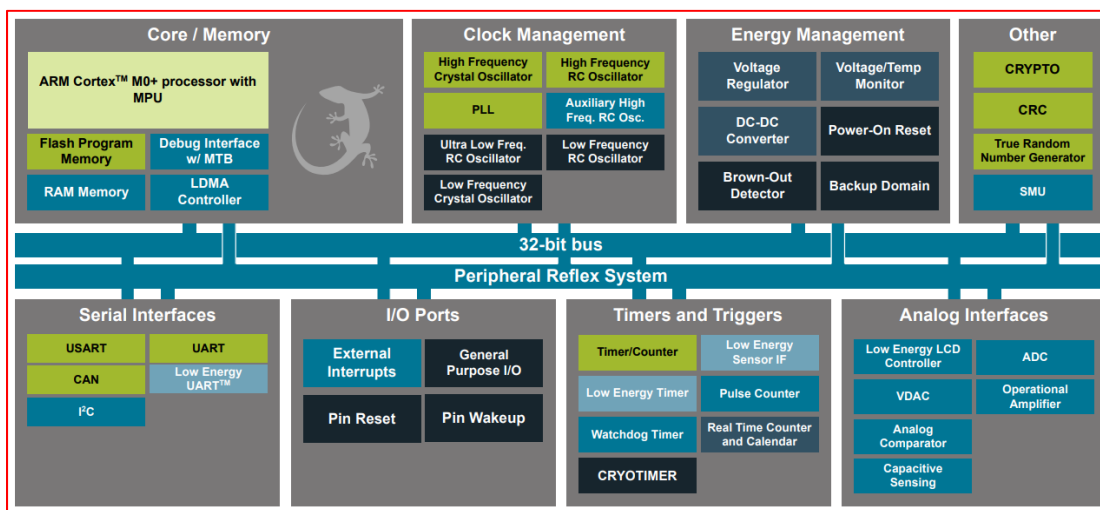 Core / Memory
ARM Cortex™ M0+ processor with
MPU
Flash Program
Memory
Debug Interface
w/ MTB
RAM Memory
LDMA
Controller
Clock Management
High Frequency
Crystal Oscillator
High Frequency
RC Oscillator
PLL
Auxiliary High
Freq. RC Osc.
Ultra Low Freq.
RC Oscillator
Low Frequency
RC Oscillator
Low Frequency
Crystal Oscillator
Energy Management
Voltage
Regulator
Voltage/Temp
Monitor
DC-DC
Converter
Power-On Reset
Brown-Out
Detector
Backup Domain
Other
CRYPTO
CRC
True Random
Number Generator
SMU
32-bit bus
Peripheral Reflex System
Serial Interfaces
USART
UART
CAN
Low Energy
UART™
I²C
I/O Ports
External
Interrupts
General
Purpose I/O
Pin Reset
Pin Wakeup
Timers and Triggers
Timer/Counter
Low Energy
Sensor IF
Low Energy Timer
Pulse Counter
Watchdog Timer
Real Time Counter
and Calendar
CRYOTIMER
Analog Interfaces
Low Energy LCD
Controller
ADC
VDAC
Operational
Amplifier
Analog
Comparator
Capacitive
Sensing